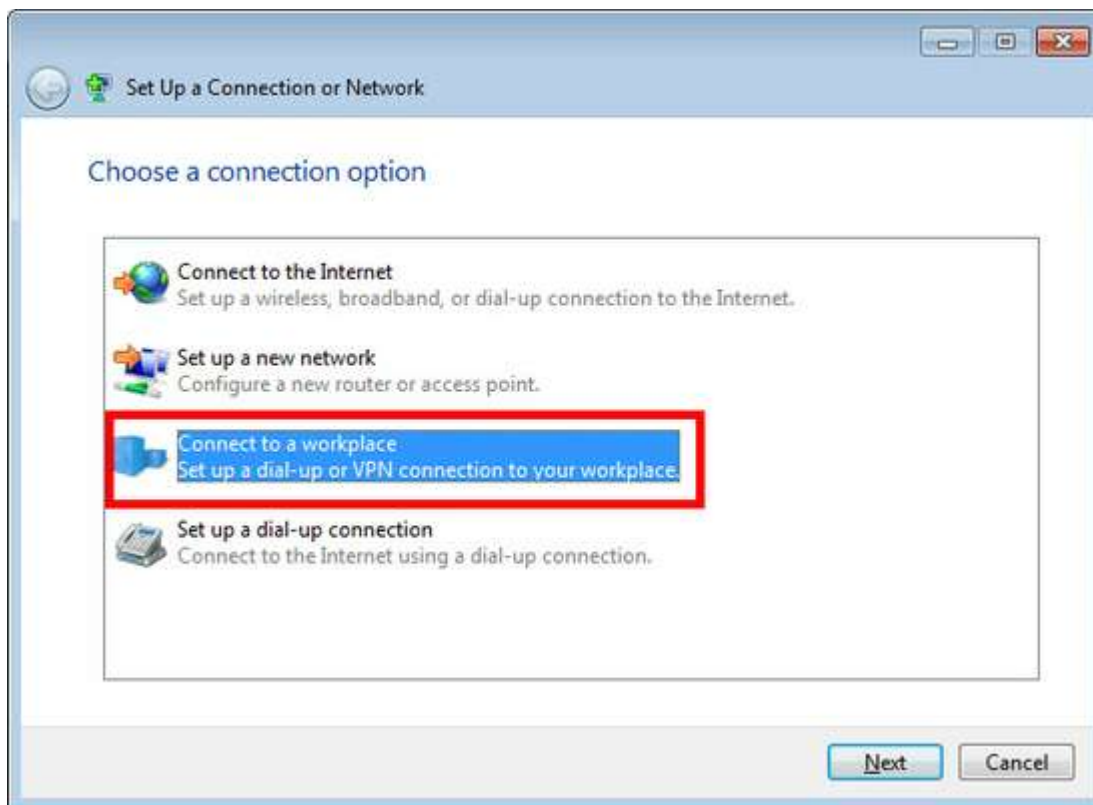 Set Up a Connection or Network
Choose a connection option
Connect to the Internet
Set up a wireless, broadband, or dial-up connection to the Internet.
Set up a new network
Configure a new router or access point.
Connect to a workplace
Set up a dial-up or VPN connection to your workplace.
Set up a dial-up connection
Connect to the Internet using a dial-up connection.
Next Cancel